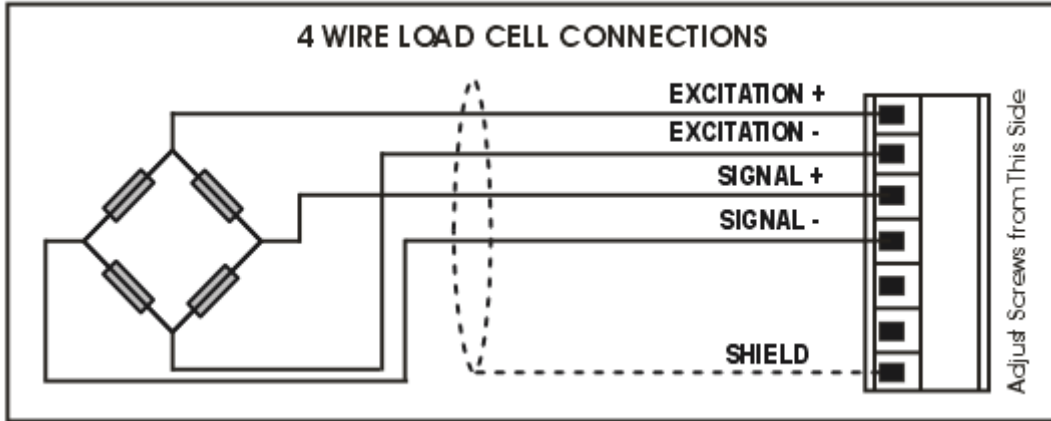 4 WIRE LOAD CELL CONNECTIONS
EXCITATION +
EXCITATION -
SIGNAL +
SIGNAL -
SHIELD
Adjust Screws from This Side